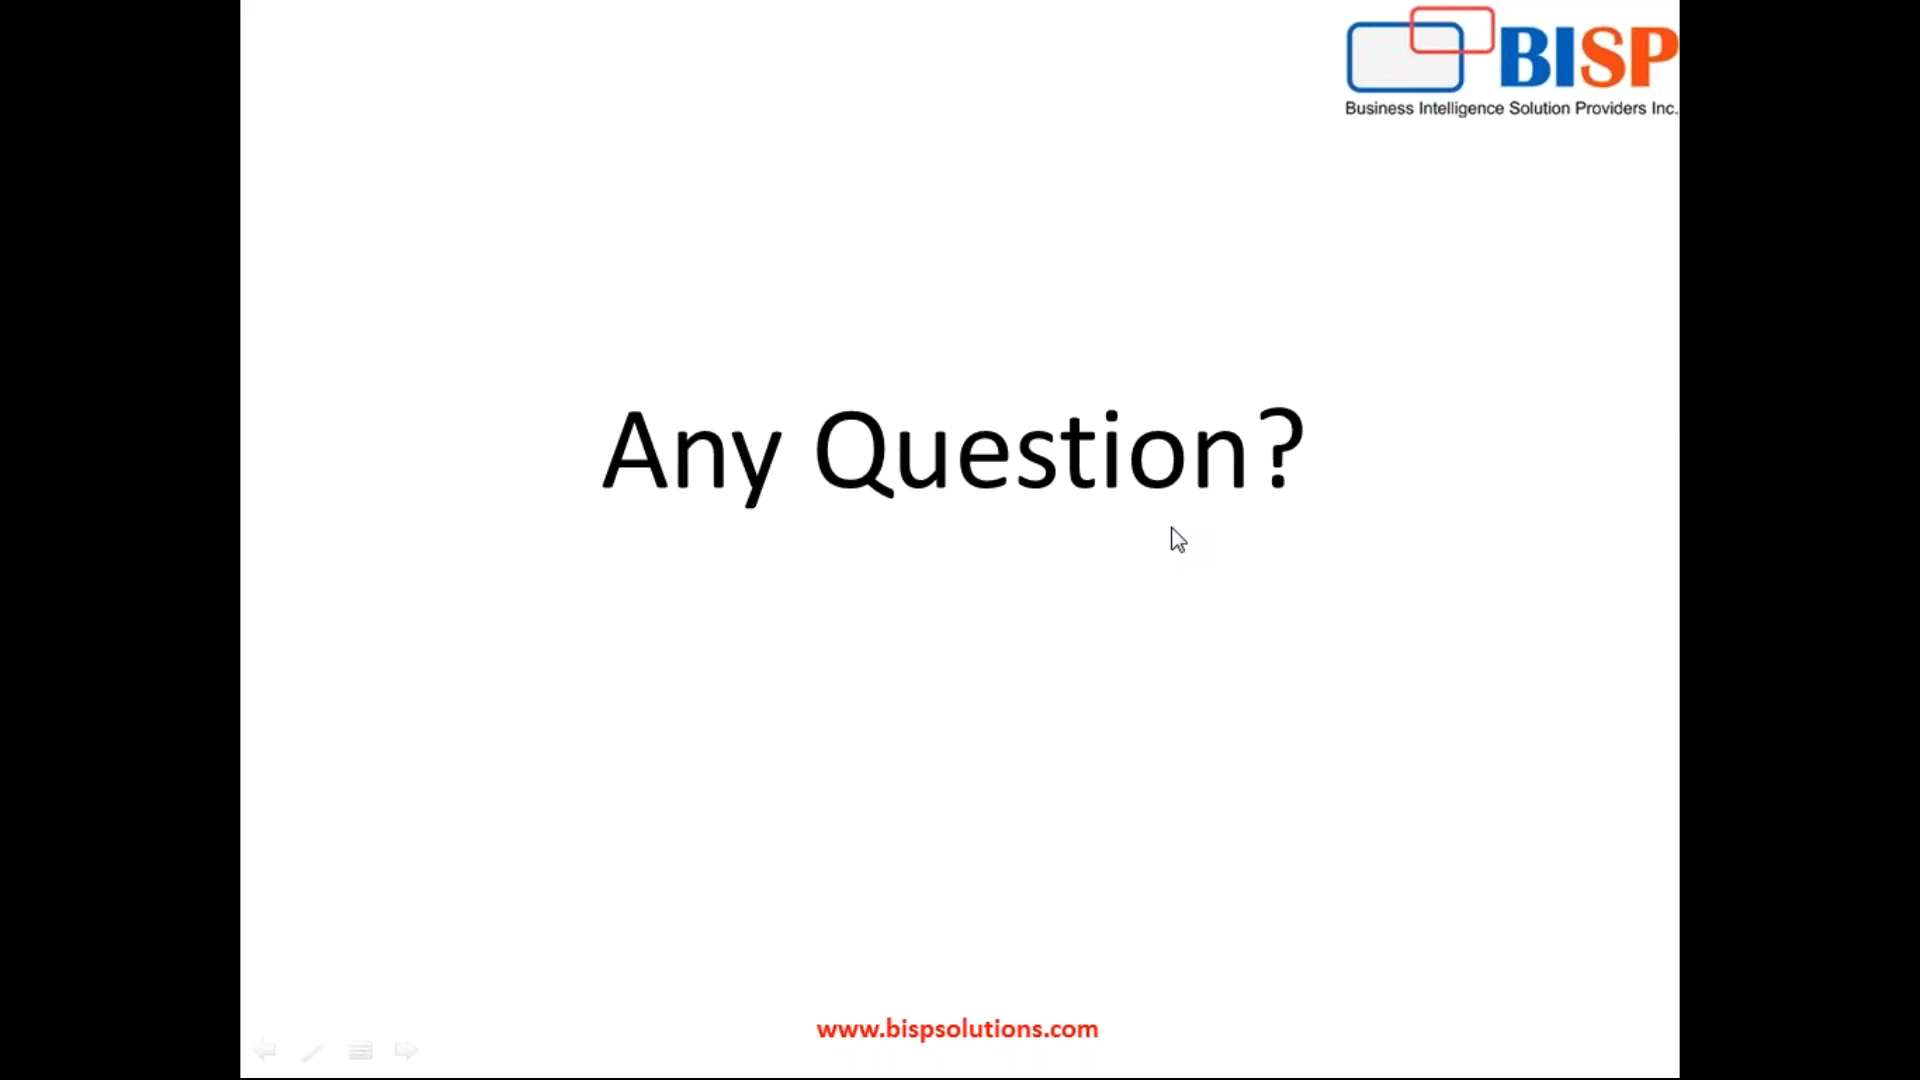 BISP
Business Intelligence Solution Providers Inc.
Any Question?
www.bispsolutions.com